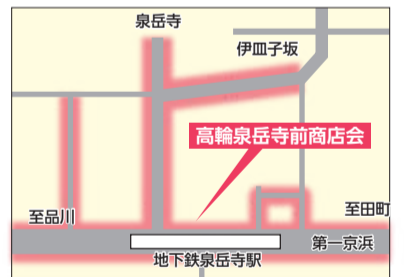 泉岳寺
伊皿子坂
高輪泉岳寺前商店会
至品川
至田町
第一京浜
地下鉄泉岳寺駅